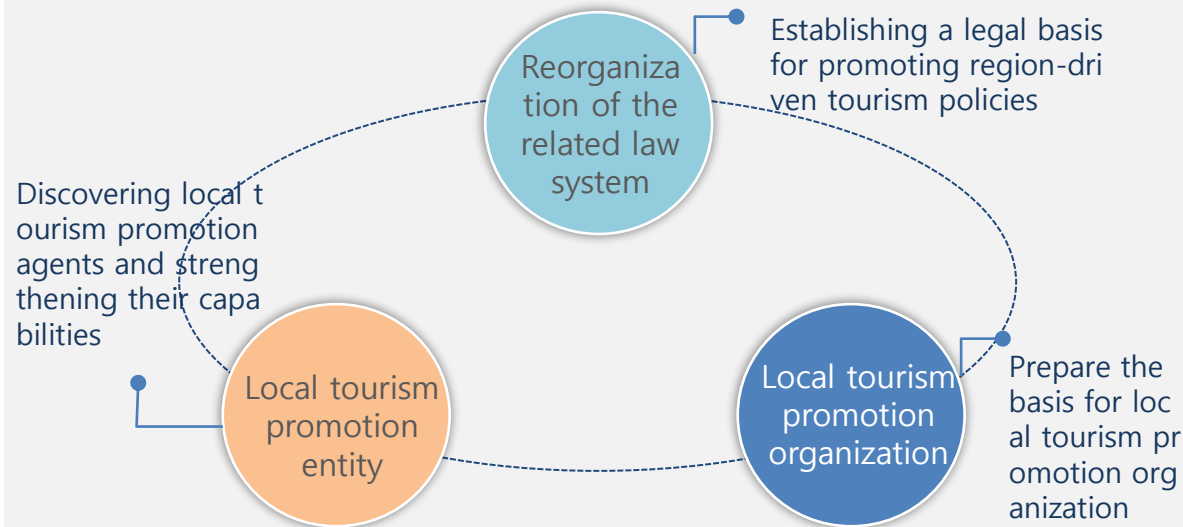 Establishing a legal basis
for promoting region-dri
ven tourism policies
Reorganiza
tion of the
related law
system
Discovering local t
ourism promotion
agents and streng
thening their capa
bilities
Local tourism
promotion
entity
Local tourism
promotion
organization
Prepare the
basis for loc
al tourism pr
omotion org
anization